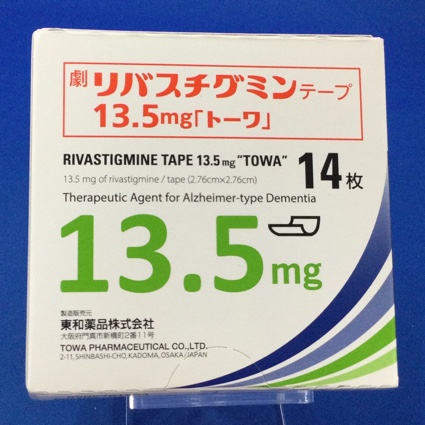 劇 リバスチグミンテープ
13.5mg「トーワ」
RIVASTIGMINE TAPE 13.5mg "TOWA" 14枚
13.5 mg of rivastigmine / tape (2.76cm×2.76cm)
Therapeutic Agent for Alzheimer-type Dementia
13.5 mg
製造販売元
東和薬品株式会社
大阪府門真市新橋町2番11号
TOWA PHARMACEUTICAL CO.,LTD.
2-11, SHINBASHI-CHO, KADOMA, OSAKA / JAPAN